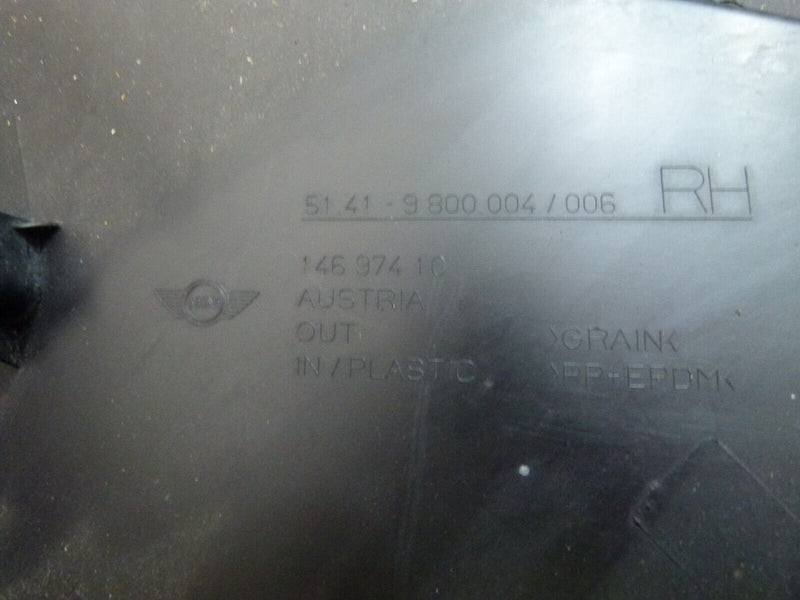 51.41 - 9 800 004 / 006 RH
146 974 10
AUSTRIA
OUT >GRAIN<
IN / PLASTIC >PP+EPDM<